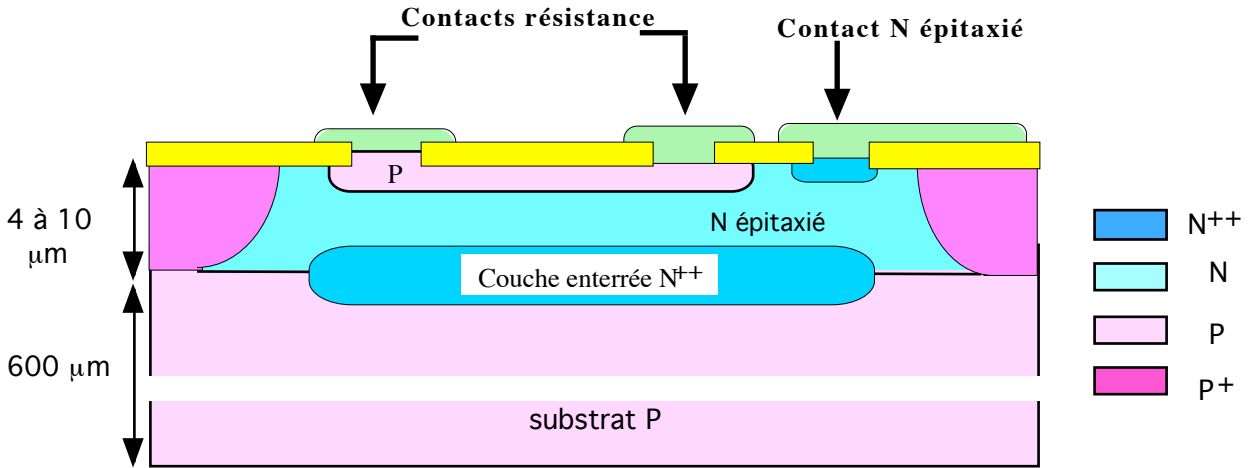 Contacts résistance
Contact N épitaxié
P
4 à 10
μm
N épitaxié
Couche enterrée N++
600 μm
substrat P
N++
N
P
P+